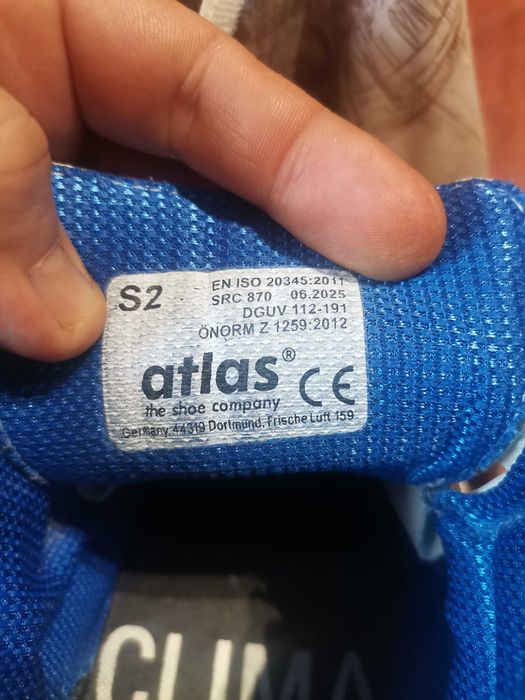 S2
EN ISO 20345:2011
SRC 870 06.2025
DGUV 112-191
ÖNORM Z 1259:2012
atlas®
the shoe company
CE
Germany, 44319 Dortmund, Frische Luft 159
CLIMA